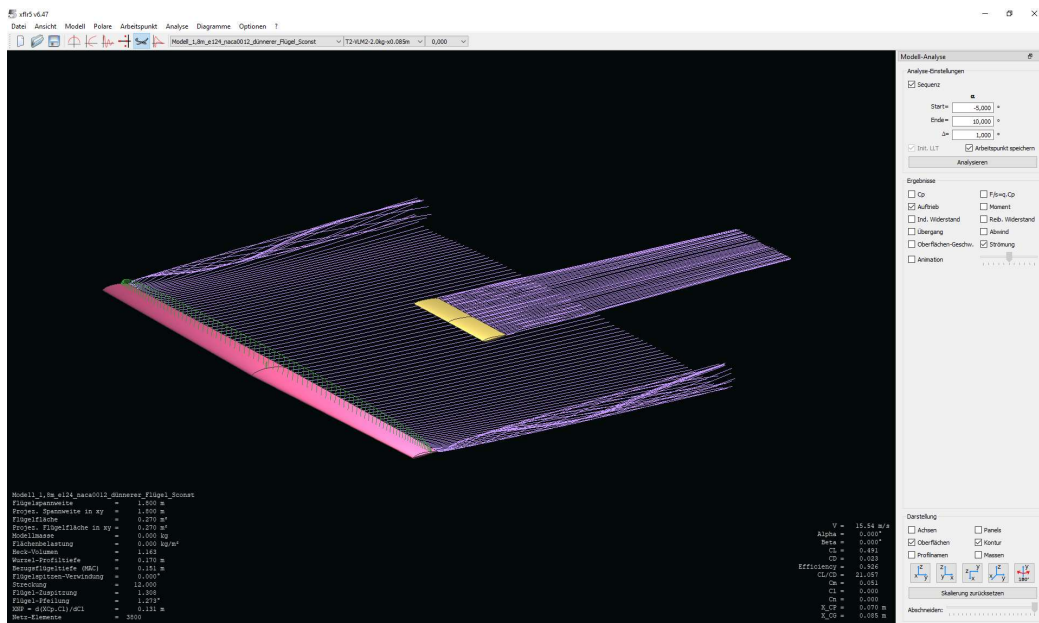 xflr5 v6.47
Datei Ansicht Modell Polare Arbeitspunkt Analyse Diagramme Optionen ?
Modell_1,8m_e124_naca0012_dünnerer_Flügel_Sconst T2-VLM2-2.0kg-x0.085m 0,000
Modell-Analyse
Analyse-Einstellungen
Sequenz
α
Start= -5,000 °
Ende= 10,000 °
Δ= 1,000 °
Init. LLT Arbeitspunkt speichern
Analysieren
Ergebnisse
Cp F/s=q.Cp
Auftrieb Moment
Ind. Widerstand Reib. Widerstand
Übergang Abwind
Oberflächen-Geschw. Strömung
Animation
Modell_1,8m_e124_naca0012_dünnerer_Flügel_Sconst
Flügelspannweite = 1.800 m
Projez. Spannweite in xy = 1.800 m
Flügelfläche = 0.270 m²
Projez. Flügelfläche in xy = 0.270 m²
Modellmasse = 0.000 kg
Flächenbelastung = 0.000 kg/m²
Heck-Volumen = 1.163
Wurzel-Profiltiefe = 0.170 m
Bezugsflügeltiefe (MAC) = 0.151 m
Flügelspitzen-Verwindung = 0.000°
Streckung = 12.000
Flügel-Zuspitzung = 1.308
Flügel-Pfeilung = 1.273°
XNP = d(XCp.Cl)/dCl = 0.131 m
Netz-Elemente = 3800
V = 15.54 m/s
Alpha = 0.000°
Beta = 0.000°
CL = 0.491
CD = 0.023
Efficiency = 0.926
CL/CD = 21.057
Cm = 0.051
Cl = 0.000
Cn = 0.000
X_CP = 0.070 m
X_CG = 0.085 m
Darstellung
Achsen Panels
Oberflächen Kontur
Profilnamen Massen
z x y z y x z x y z x y 180°
Skalierung zurücksetzen
Abschneiden: